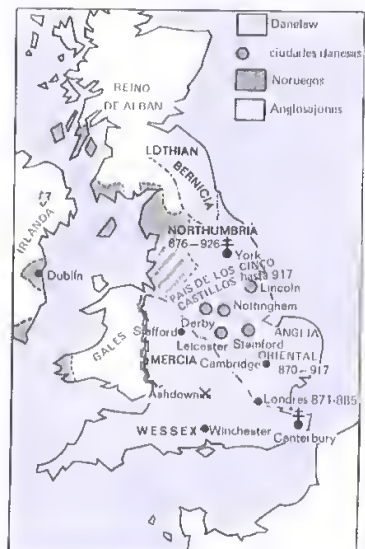 Danelaw
ciudades danesas
Noruegos
Anglosajones
REINO
DE ALBAN
LOTHIAN
BERNICIA
IRLANDA
Dublín
NORTHUMBRIA
876–926
York
PAIS DE LOS
CINCO
CASTILLOS
hasta 917
Lincoln
Nottingham
GALES
Stafford
Derby
Leicester
Stamford
ANGLIA
ORIENTAL
870–917
MERCIA
Cambridge
Ashdown
Londres 871-885
WESSEX
Winchester
Canterbury